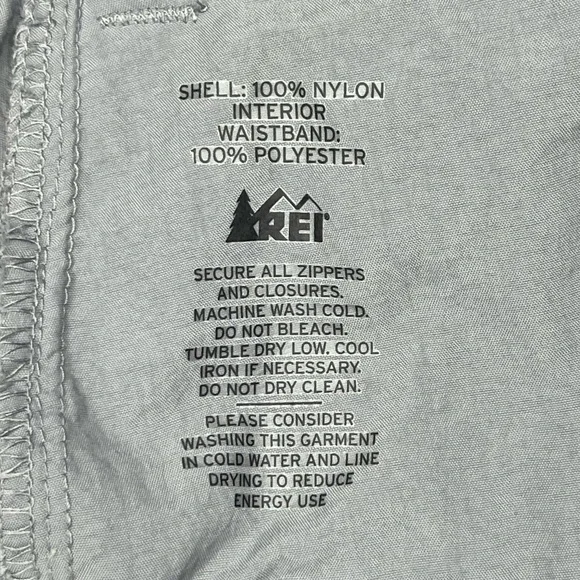 SHELL: 100% NYLON
INTERIOR
WAISTBAND:
100% POLYESTER
REI
SECURE ALL ZIPPERS
AND CLOSURES.
MACHINE WASH COLD.
DO NOT BLEACH.
TUMBLE DRY LOW. COOL
IRON IF NECESSARY.
DO NOT DRY CLEAN.
PLEASE CONSIDER
WASHING THIS GARMENT
IN COLD WATER AND LINE
DRYING TO REDUCE
ENERGY USE